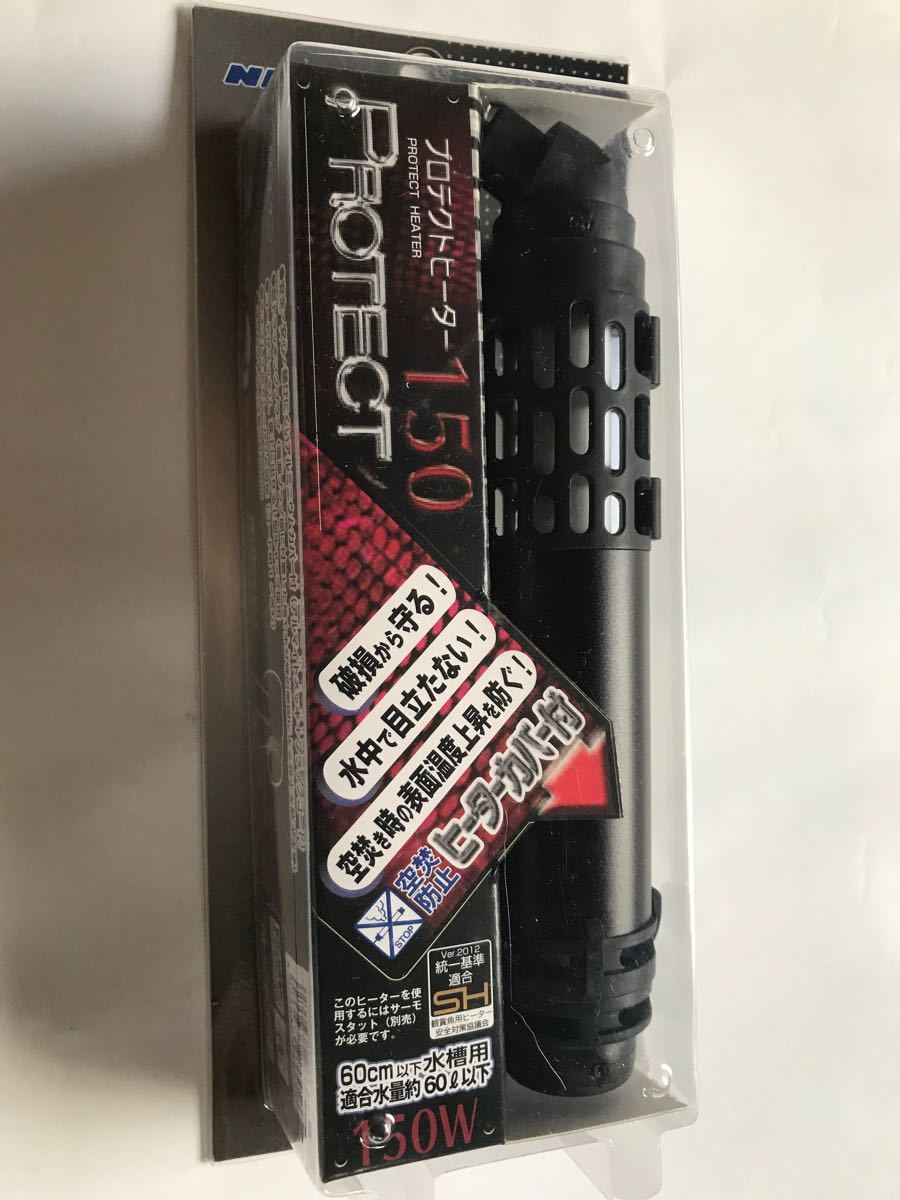 プロテクトヒーター150
PROTECT HEATER
PROTECT
破損から守る！
水中で目立たない！
空焚き時の表面温度上昇を防ぐ！
空焚
防止
ヒーターカバー付
STOP
Ver.2012
統一基準
適合
SH
観賞魚用ヒーター
安全対策協議会
このヒーターを使
用するにはサーモ
スタット（別売）
が必要です。
60cm以下水槽用
適合水量約60ℓ以下
150W